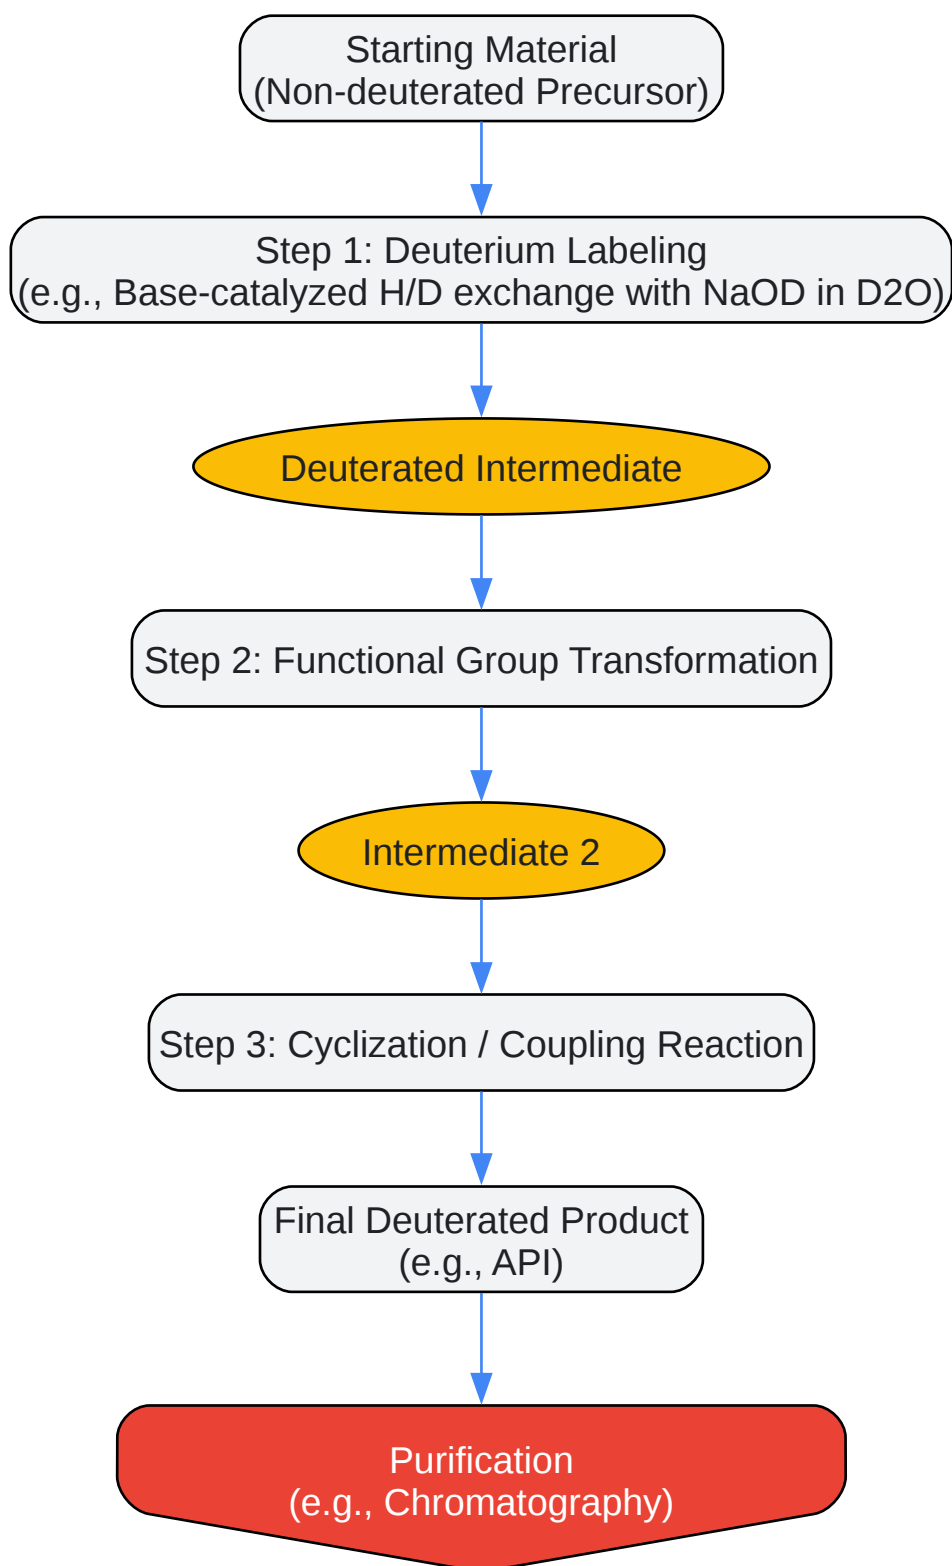 Starting Material
(Non-deuterated Precursor)
Step 1: Deuterium Labeling
(e.g., Base-catalyzed H/D exchange with NaOD in D2O)
Deuterated Intermediate
Step 2: Functional Group Transformation
Intermediate 2
Step 3: Cyclization / Coupling Reaction
Final Deuterated Product
(e.g., API)
Purification
(e.g., Chromatography)